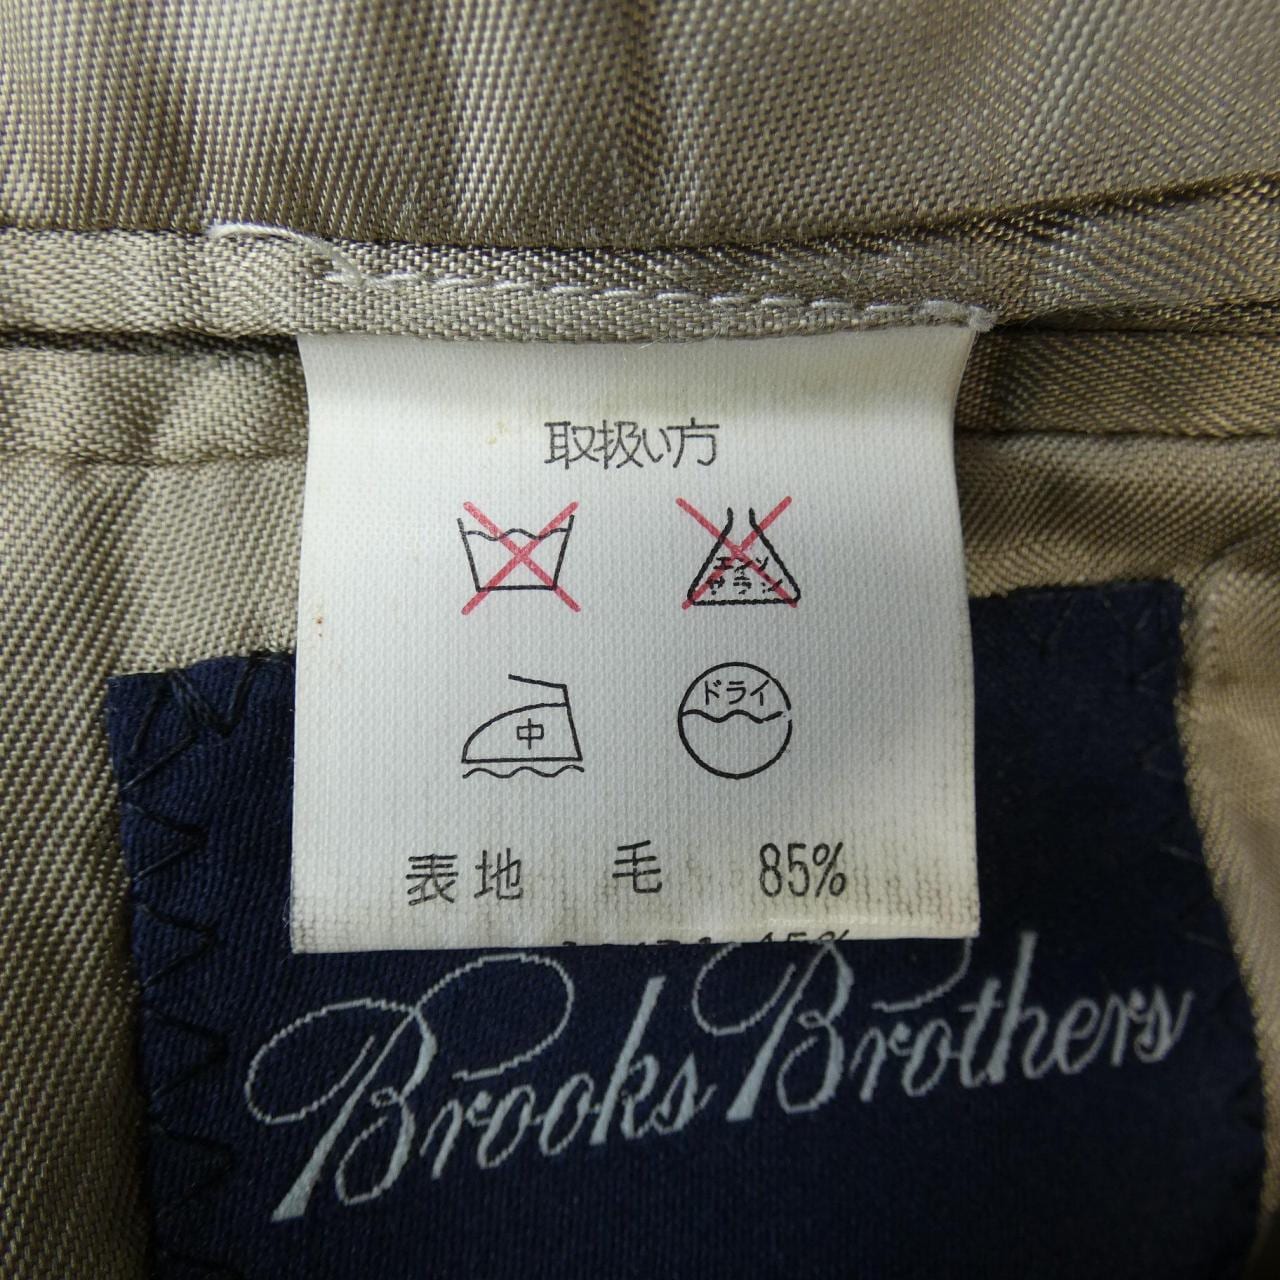 取扱い方
エンソ
サラシ
中
ドライ
表地 毛 85%
15%
Brooks Brothers